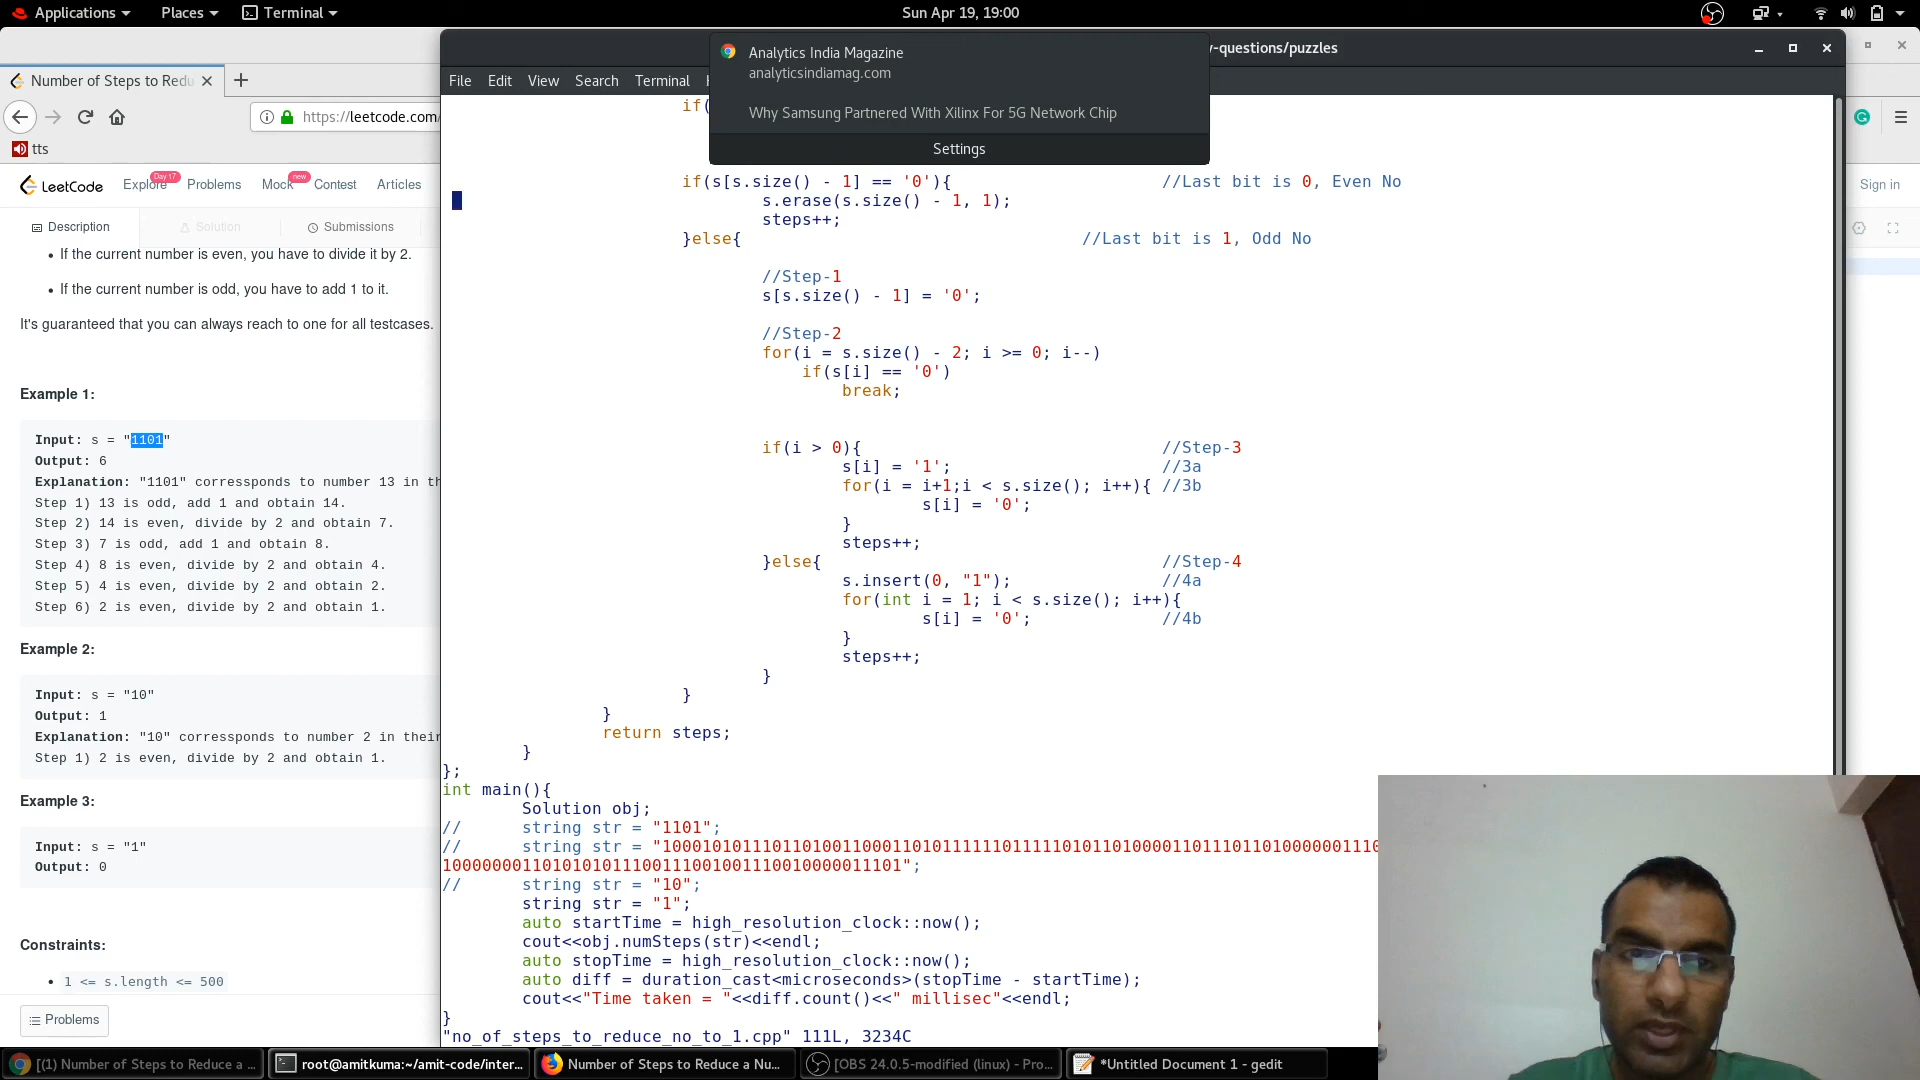 Applications
Places
Terminal
Sun Apr 19, 19:00
Number of Steps to Redu
https://leetcode.com/
tts
LeetCode
Explore
Day 17
Problems
Mock
new
Contest
Articles
Sign in
Description
Solution
Submissions
If the current number is even, you have to divide it by 2.
If the current number is odd, you have to add 1 to it.
It's guaranteed that you can always reach to one for all testcases.
Example 1:
Input: s = "1101"
Output: 6
Explanation: "1101" corressponds to number 13 in th
Step 1) 13 is odd, add 1 and obtain 14.
Step 2) 14 is even, divide by 2 and obtain 7.
Step 3) 7 is odd, add 1 and obtain 8.
Step 4) 8 is even, divide by 2 and obtain 4.
Step 5) 4 is even, divide by 2 and obtain 2.
Step 6) 2 is even, divide by 2 and obtain 1.
Example 2:
Input: s = "10"
Output: 1
Explanation: "10" corressponds to number 2 in their
Step 1) 2 is even, divide by 2 and obtain 1.
Example 3:
Input: s = "1"
Output: 0
Constraints:
1 <= s.length <= 500
Problems
y-questions/puzzles
File Edit View Search Terminal
Analytics India Magazine
analyticsindiamag.com
Why Samsung Partnered With Xilinx For 5G Network Chip
Settings
if(
if(s[s.size() - 1] == '0'){ //Last bit is 0, Even No
s.erase(s.size() - 1, 1);
steps++;
}else{ //Last bit is 1, Odd No
//Step-1
s[s.size() - 1] = '0';
//Step-2
for(i = s.size() - 2; i >= 0; i--)
if(s[i] == '0')
break;
if(i > 0){ //Step-3
s[i] = '1'; //3a
for(i = i+1;i < s.size(); i++){ //3b
s[i] = '0';
}
steps++;
}else{ //Step-4
s.insert(0, "1"); //4a
for(int i = 1; i < s.size(); i++){
s[i] = '0'; //4b
}
steps++;
}
}
}
return steps;
}
};
int main(){
Solution obj;
// string str = "1101";
// string str =
// string str = "10";
string str = "1";
auto startTime = high_resolution_clock::now();
cout<<obj.numSteps(str)<<endl;
auto stopTime = high_resolution_clock::now();
auto diff = duration_cast<microseconds>(stopTime - startTime);
cout<<"Time taken = "<<diff.count()<<" millisec"<<endl;
}
"no_of_steps_to_reduce_no_to_1.cpp" 111L, 3234C
[(1) Number of Steps to Reduce a ...
root@amitkuma:~/amit-code/inter...
Number of Steps to Reduce a Nu...
[OBS 24.0.5-modified (linux) - Pro...
*Untitled Document 1 - gedit